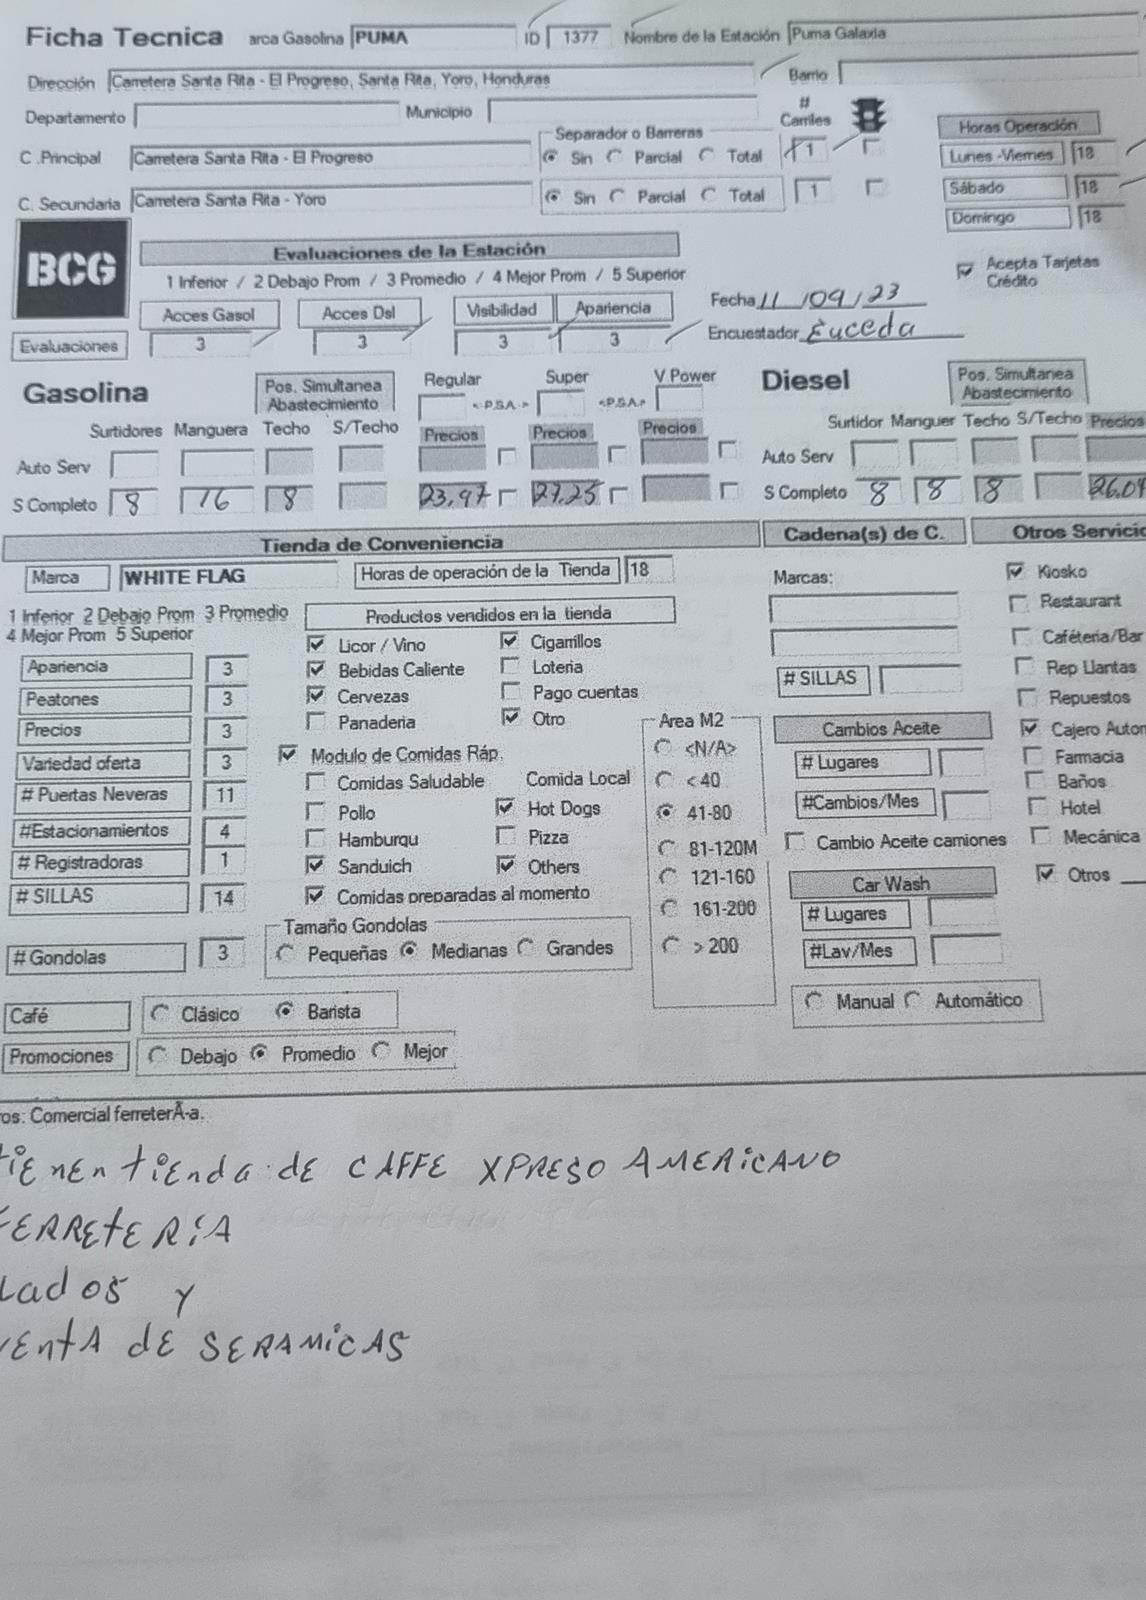 Ficha Tecnica arca Gasolina PUMA ID 1377 Nombre de la Estación Puma Galaxia
Dirección Carretera Santa Rita - El Progreso, Santa Rita, Yoro, Honduras Barrio
Departamento Municipio # Carriles
Separador o Barreras Horas Operación
C .Principal Carretera Santa Rita - El Progreso Sin Parcial Total 1 Lunes -Viernes 18
C. Secundaria Carretera Santa Rita - Yoro Sin Parcial Total 1 Sábado 18
Domingo 18
BCG Evaluaciones de la Estación
1 Inferior / 2 Debajo Prom / 3 Promedio / 4 Mejor Prom / 5 Superior Acepta Tarjetas Crédito
Acces Gasol Acces Dsl Visibilidad Apariencia Fecha 11/09/23
Evaluaciones 3 3 3 3 Encuestador Euceda
Gasolina Pos. Simultanea Abastecimiento Regular Super V Power Diesel Pos. Simultanea Abastecimiento
<-P.S.A.-> <-P.S.A.->
Surtidores Manguera Techo S/Techo Precios Precios Precios Surtidor Manguer Techo S/Techo Precios
Auto Serv Auto Serv
S Completo 8 16 8 23,97 27,25 S Completo 8 8 8 26.0
Tienda de Conveniencia Cadena(s) de C. Otros Servicio
Marca WHITE FLAG Horas de operación de la Tienda 18 Marcas: Kiosko
1 Inferior 2 Debajo Prom 3 Promedio Productos vendidos en la tienda Restaurant
4 Mejor Prom 5 Superior Licor / Vino Cigarrillos Caféteria/Bar
Apariencia 3 Bebidas Caliente Loteria # SILLAS Rep Llantas
Peatones 3 Cervezas Pago cuentas Repuestos
Precios 3 Panaderia Otro Area M2 Cambios Aceite Cajero Autor
Variedad oferta 3 Modulo de Comidas Ráp. <N/A> # Lugares Farmacia
# Puertas Neveras 11 Comidas Saludable Comida Local < 40 Baños
#Estacionamientos 4 Pollo Hot Dogs 41-80 #Cambios/Mes Hotel
# Registradoras 1 Hamburqu Pizza 81-120M Cambio Aceite camiones Mecánica
# SILLAS 14 Sanduich Others 121-160 Car Wash Otros
Comidas preparadas al momento 161-200 # Lugares
Tamaño Gondolas
# Gondolas 3 Pequeñas Medianas Grandes > 200 #Lav/Mes
Café Clásico Barista Manual Automático
Promociones Debajo Promedio Mejor
ros: Comercial ferreterÃ-a.
tiENEN tiENda dE CAFFE XPRESO AMERICANO
FERREtERíA
Lados y
VENtA dE SERAMiCAS